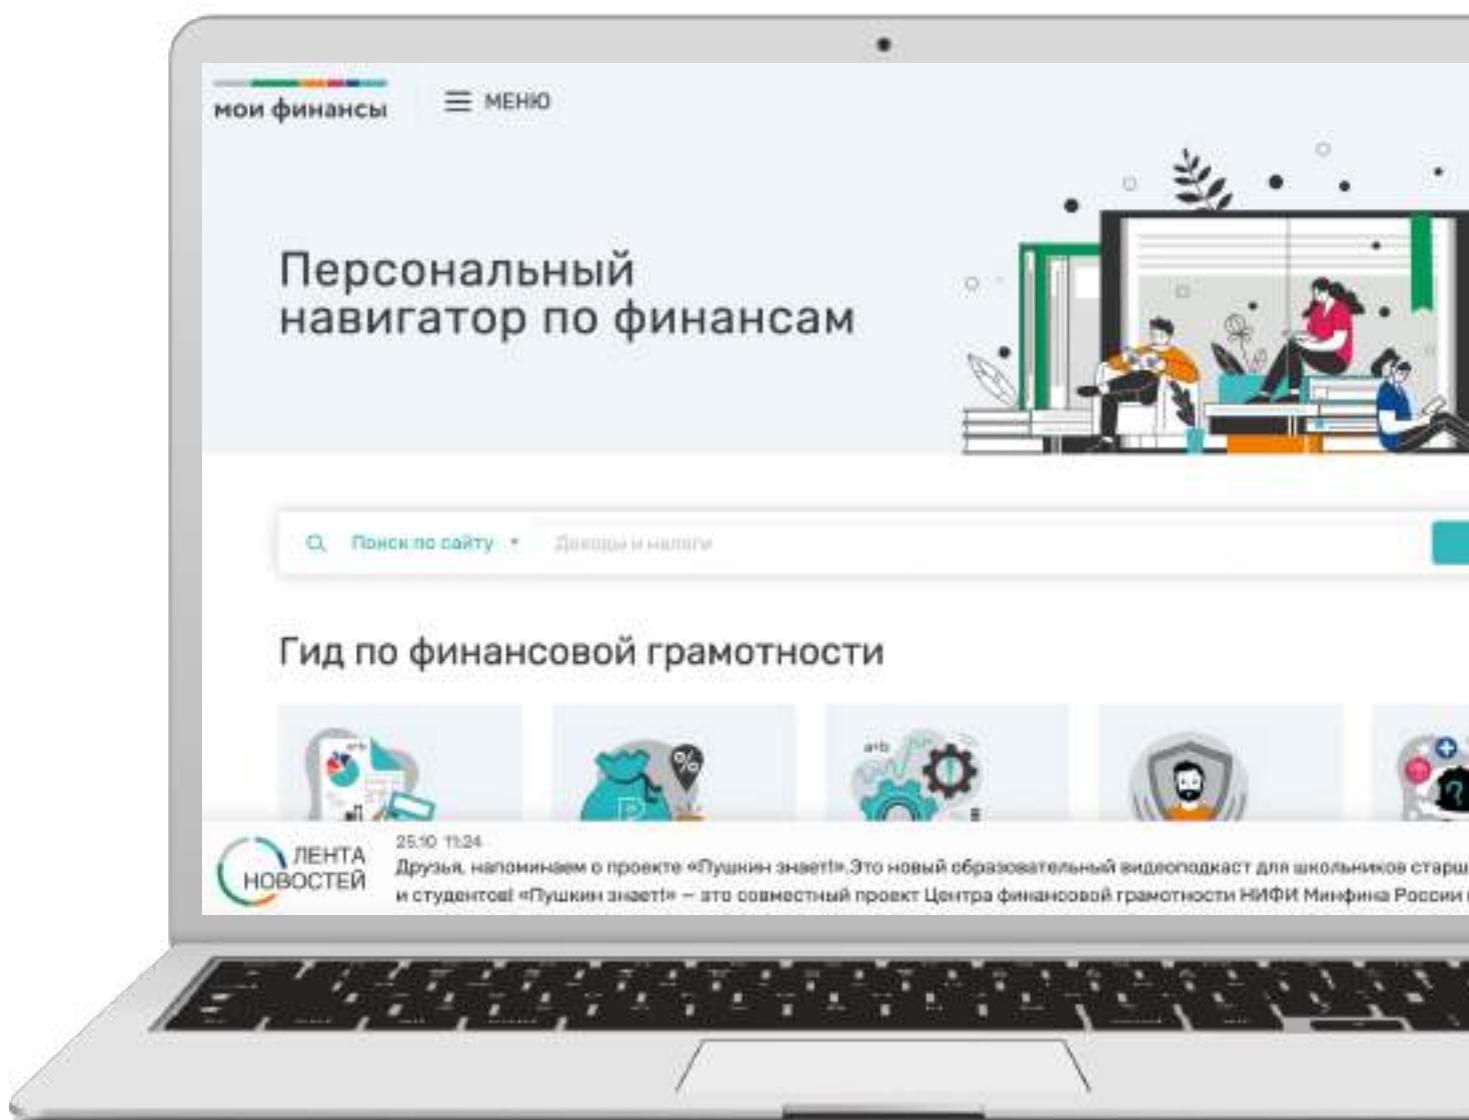 мои финансы
МЕНЮ
Персональный
навигатор по финансам
Поиск по сайту
Доходы и налоги
Гид по финансовой грамотности
a+b
%
a+b
?
ЛЕНТА
НОВОСТЕЙ
25.10 11:24
Друзья, напоминаем о проекте «Пушкин знает!».Это новый образовательный видеоподкаст для школьников старш
и студентов! «Пушкин знает!» – это совместный проект Центра финансовой грамотности НИФИ Минфина России